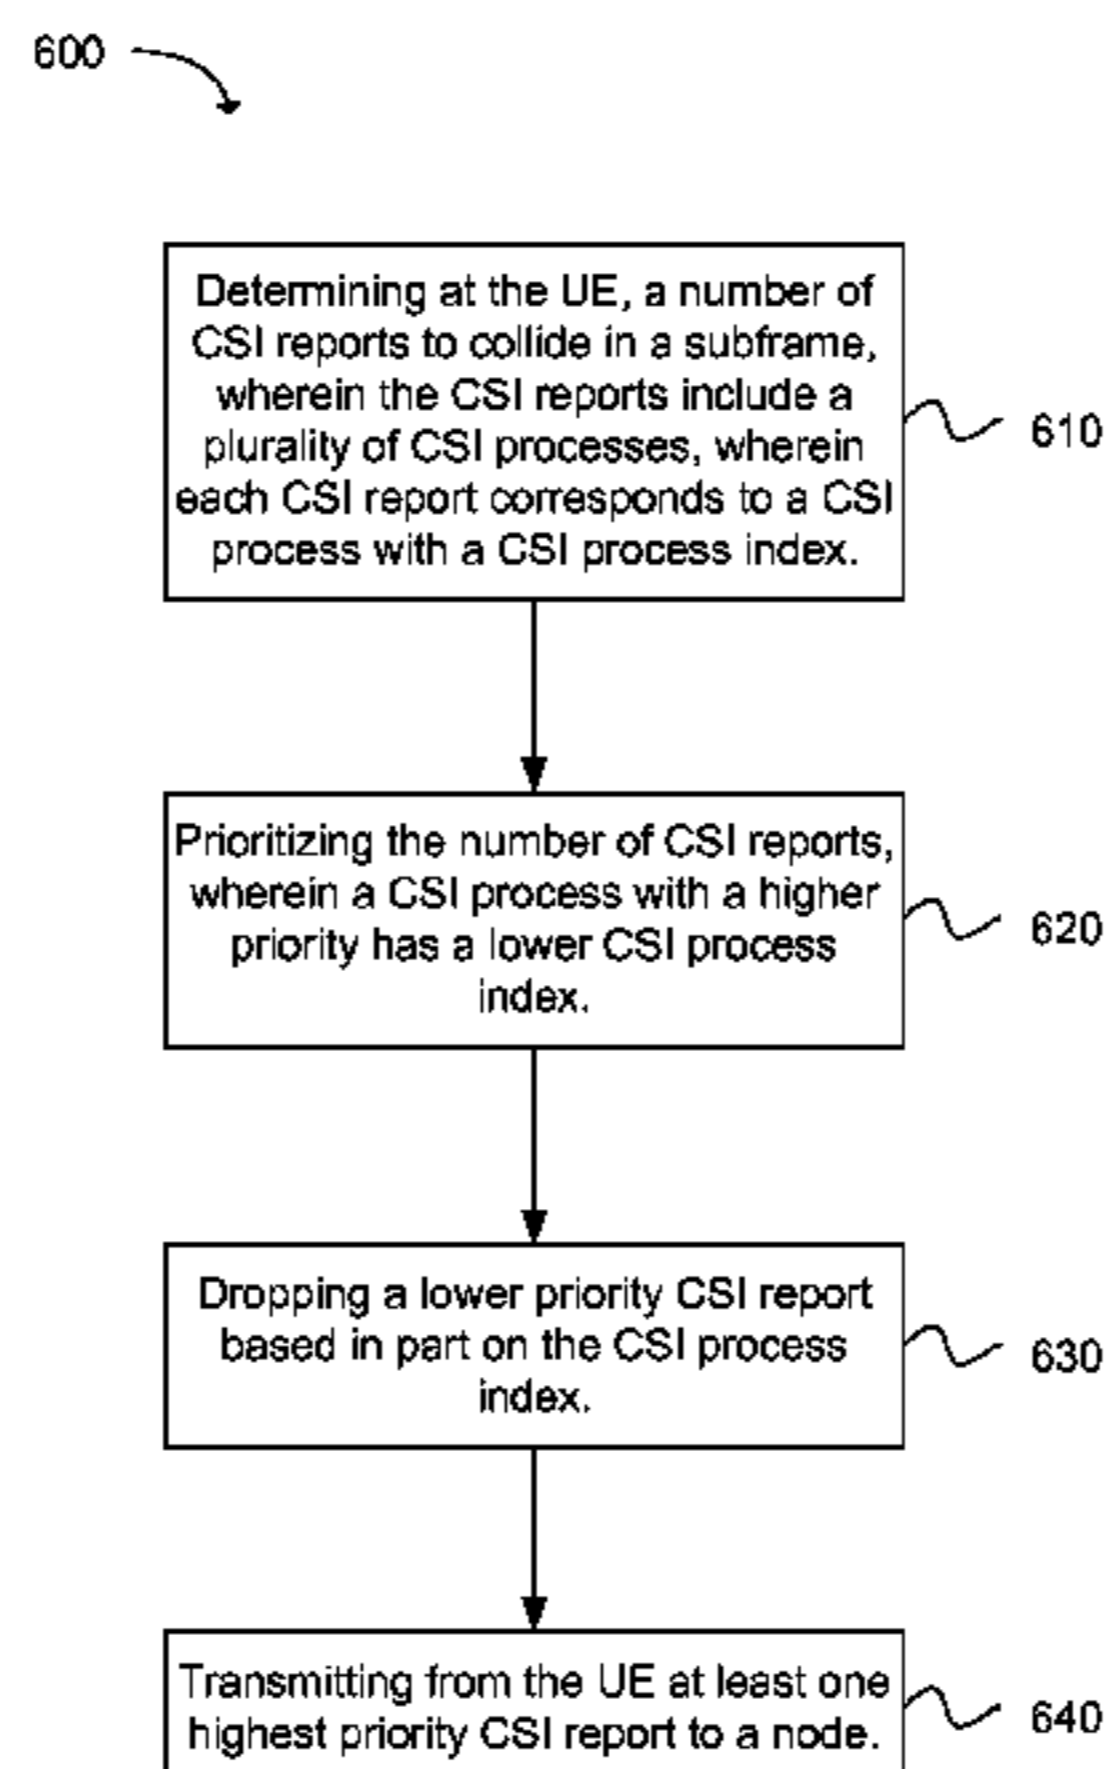 600
Determining at the UE, a number of
CSI reports to collide in a subframe,
wherein the CSI reports include a
plurality of CSI processes, wherein
each CSI report corresponds to a CSI
process with a CSI process index.
610
Prioritizing the number of CSI reports,
wherein a CSI process with a higher
priority has a lower CSI process
index.
620
Dropping a lower priority CSI report
based in part on the CSI process
index.
630
Transmitting from the UE at least one
highest priority CSI report to a node.
640